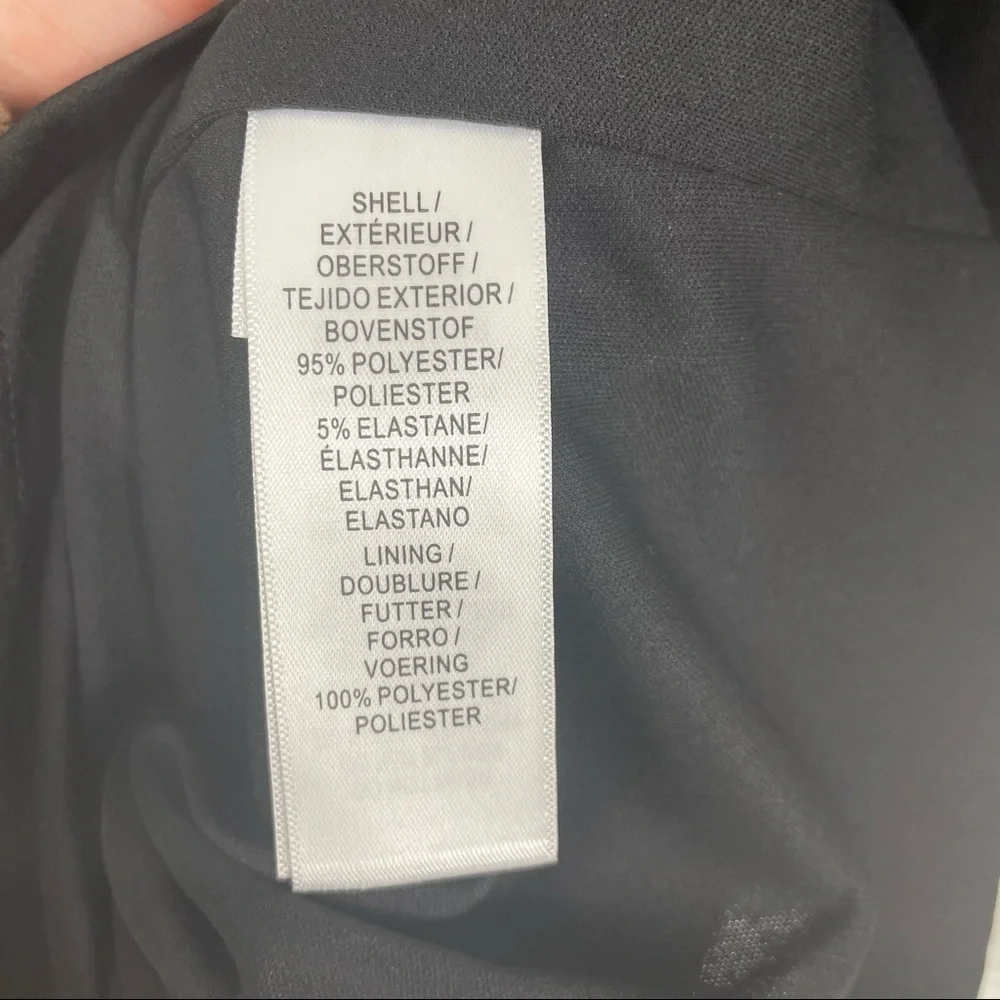 SHELL /
EXTÉRIEUR /
OBERSTOFF /
TEJIDO EXTERIOR /
BOVENSTOF
95% POLYESTER/
POLIESTER
5% ELASTANE/
ÉLASTHANNE/
ELASTHAN/
ELASTANO
LINING /
DOUBLURE /
FUTTER /
FORRO /
VOERING
100% POLYESTER/
POLIESTER